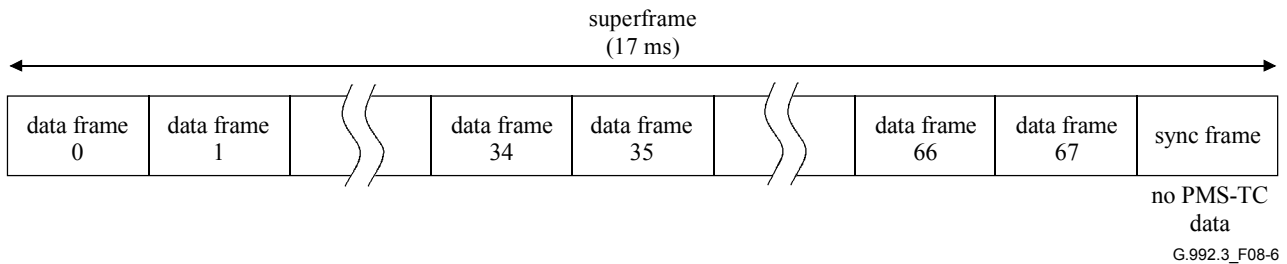 superframe
(17 ms)
data frame
0
data frame
1
data frame
34
data frame
35
data frame
66
data frame
67
sync frame
no PMS-TC
data
G.992.3_F08-6